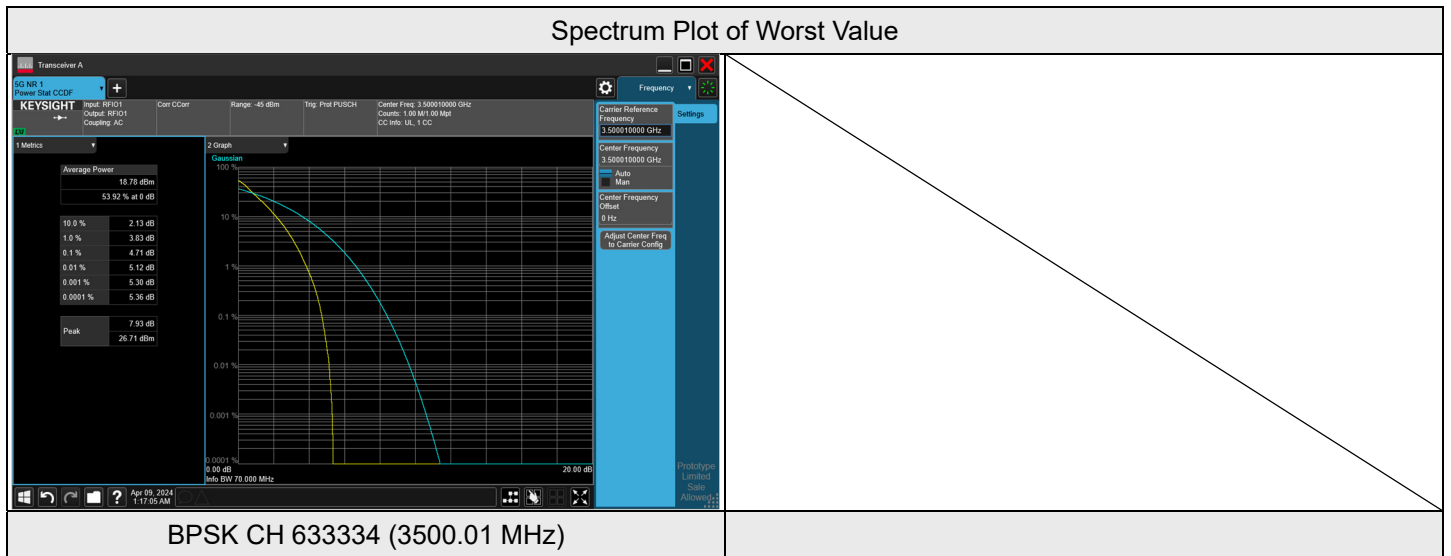 Spectrum Plot of Worst Value
Transceiver A
5G NR 1
Power Stat CCDF
Frequency
KEYSIGHT
Input: RFIO1
Output: RFIO1
Coupling: AC
Corr CCorr
Range: -45 dBm
Trig: Prot PUSCH
Center Freq: 3.500010000 GHz
Counts: 1.00 M/1.00 Mpt
CC Info: UL, 1 CC
LXI
1 Metrics
Average Power
18.78 dBm
53.92 % at 0 dB
10.0 % 2.13 dB
1.0 % 3.83 dB
0.1 % 4.71 dB
0.01 % 5.12 dB
0.001 % 5.30 dB
0.0001 % 5.36 dB
Peak
7.93 dB
26.71 dBm
2 Graph
Gaussian
100 %
10 %
1 %
0.1 %
0.01 %
0.001 %
0.0001 %
0.00 dB
20.00 dB
Info BW 70.000 MHz
Carrier Reference
Frequency
3.500010000 GHz
Center Frequency
3.500010000 GHz
Auto
Man
Center Frequency
Offset
0 Hz
Adjust Center Freq
to Carrier Config
Settings
Prototype
Limited
Sale
Allowed
Apr 09, 2024
1:17:05 AM
BPSK CH 633334 (3500.01 MHz)